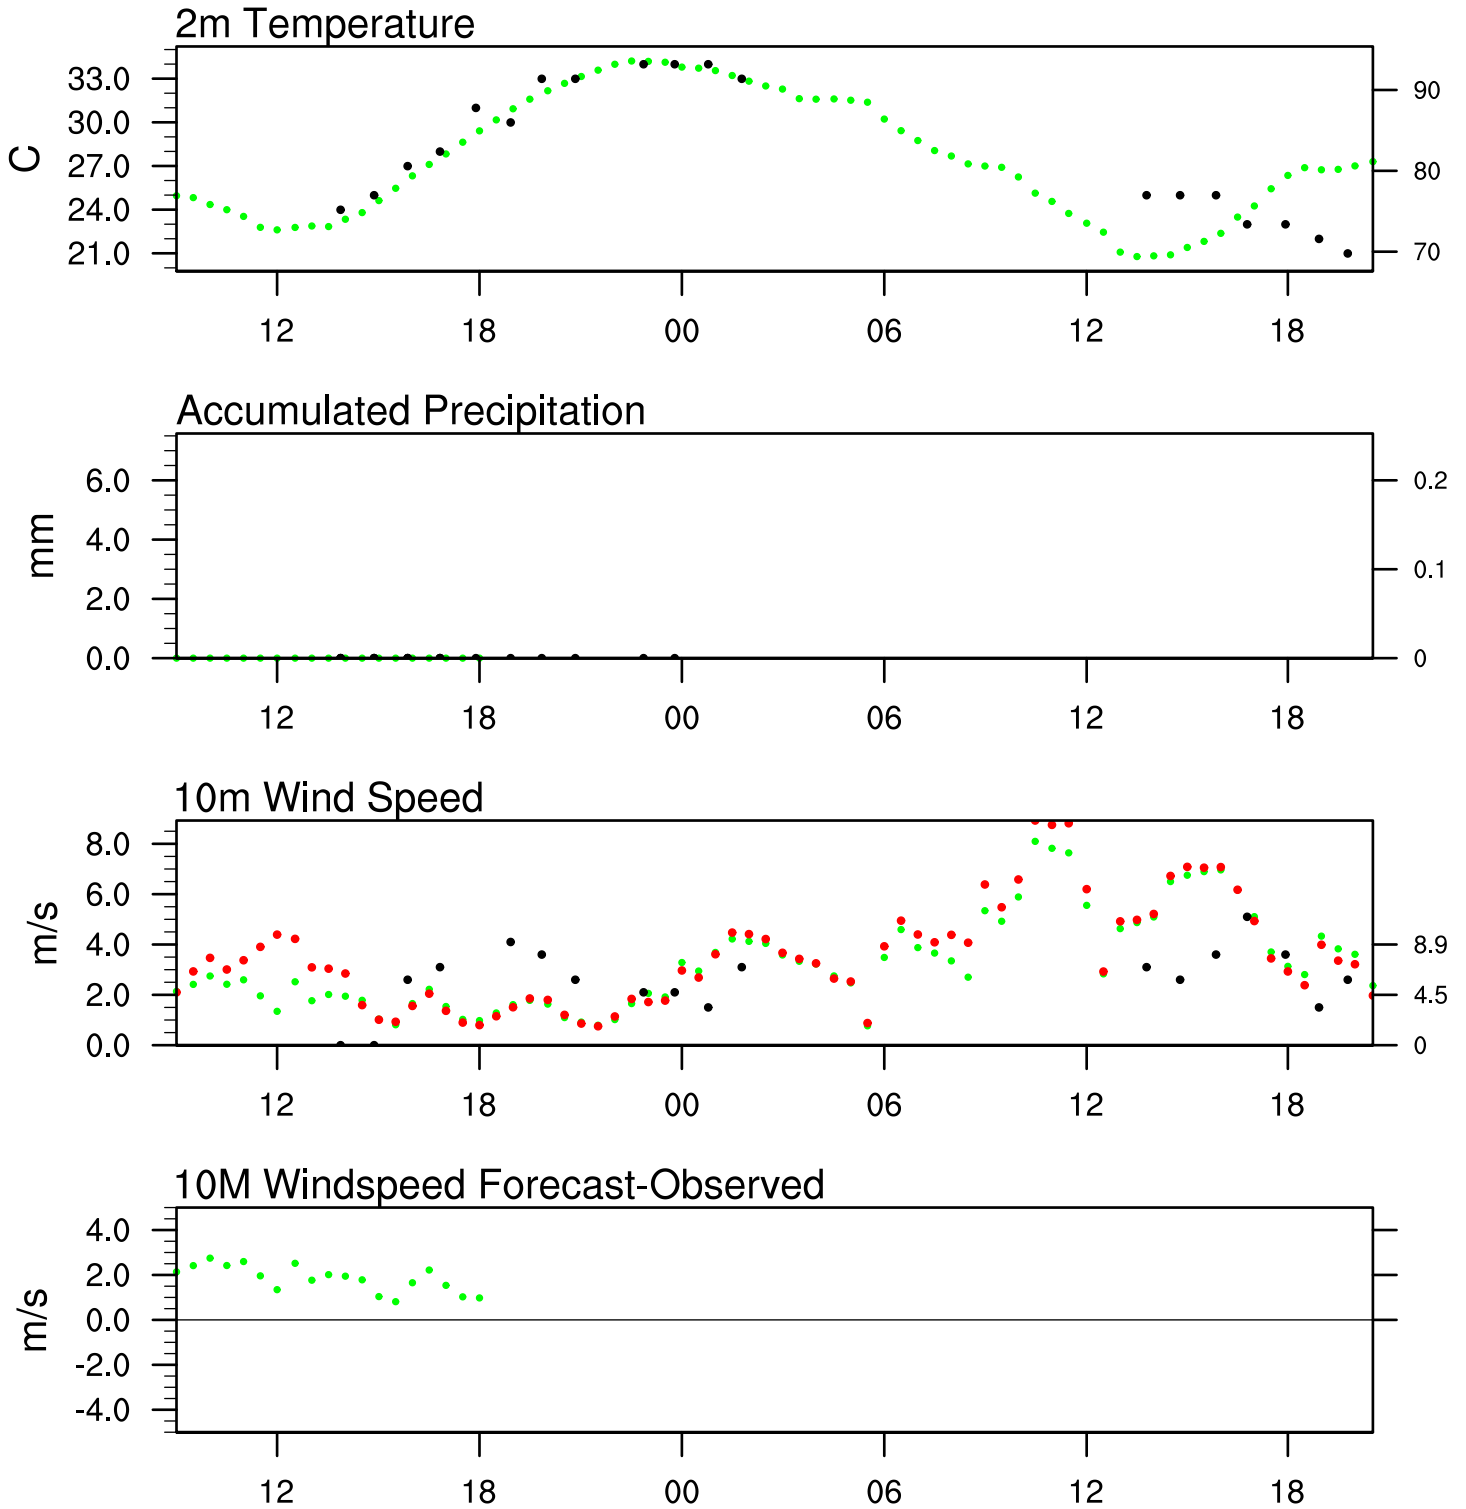 2m Temperature
33.0
30.0
27.0
24.0
21.0
C
90
80
70
12 18 00 06 12 18
Accumulated Precipitation
6.0
4.0
2.0
0.0
mm
0.2
0.1
0
12 18 00 06 12 18
10m Wind Speed
8.0
6.0
4.0
2.0
0.0
m/s
8.9
4.5
0
12 18 00 06 12 18
10M Windspeed Forecast-Observed
4.0
2.0
0.0
-2.0
-4.0
m/s
12 18 00 06 12 18